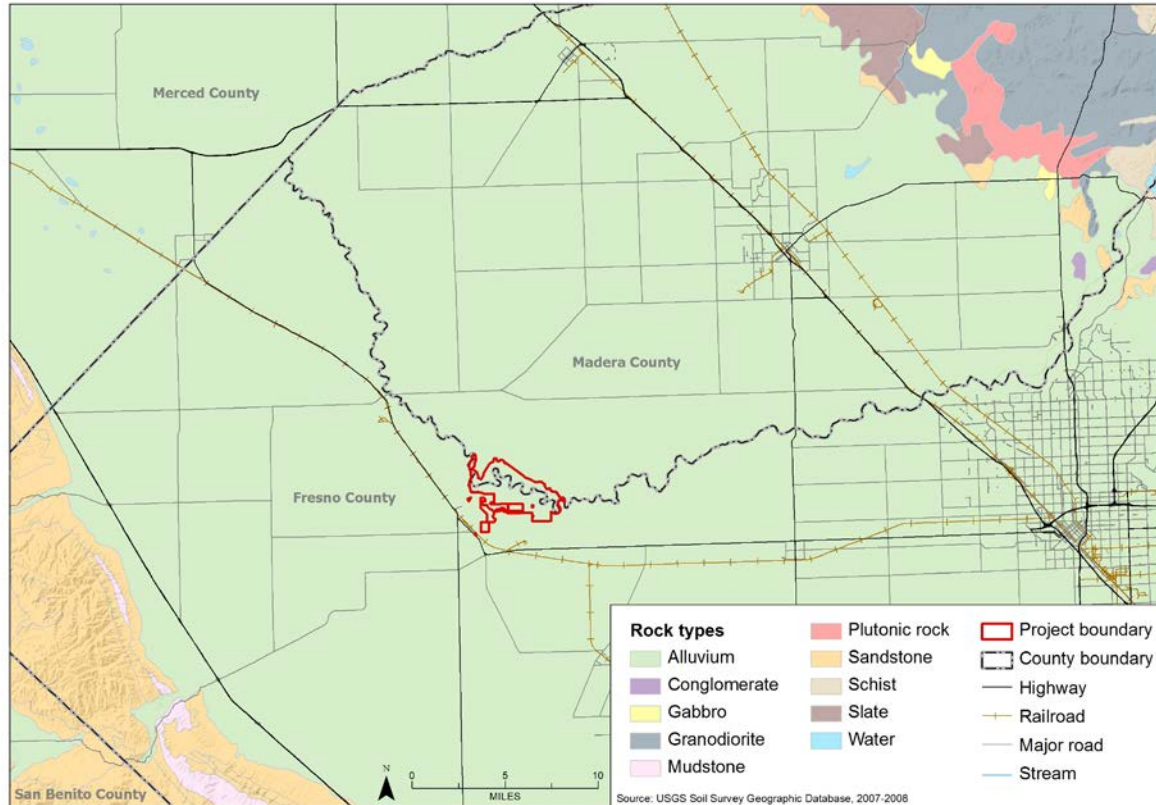 Merced County
Madera County
Fresno County
San Benito County
Rock types
Alluvium
Conglomerate
Gabbro
Granodiorite
Mudstone
Plutonic rock
Sandstone
Schist
Slate
Water
Project boundary
County boundary
Highway
Railroad
Major road
Stream
N
0 5 10
MILES
Source: USGS Soil Survey Geographic Database, 2007-2008